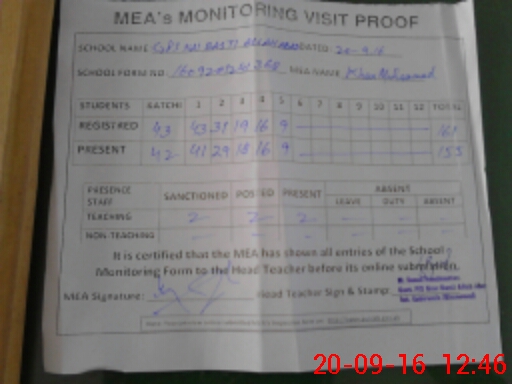 MEA's MONITORING VISIT PROOF
SCHOOL NAME DATED 20-9-16
SCHOOL FORM NO. MEA NAME Khan Muhammad
STUDENTS KATCHI 1 2 3 4 5 6 7 8 9 10 11 12 TOTAL
REGISTRED 43 43 31 19 16 9 161
PRESENT 42 41 29 18 16 9 155
PRESENCE STAFF SANCTIONED POSTED PRESENT ABSENT
LEAVE DUTY ABSENT
TEACHING 2 2 2 - - -
NON TEACHING - - - - - -
It is certified that the MEA has shown all entries of the School
Monitoring Form to the Head Teacher before its online submission.
MEA Signature: Head Teacher Sign & Stamp:
20-09-16 12:46